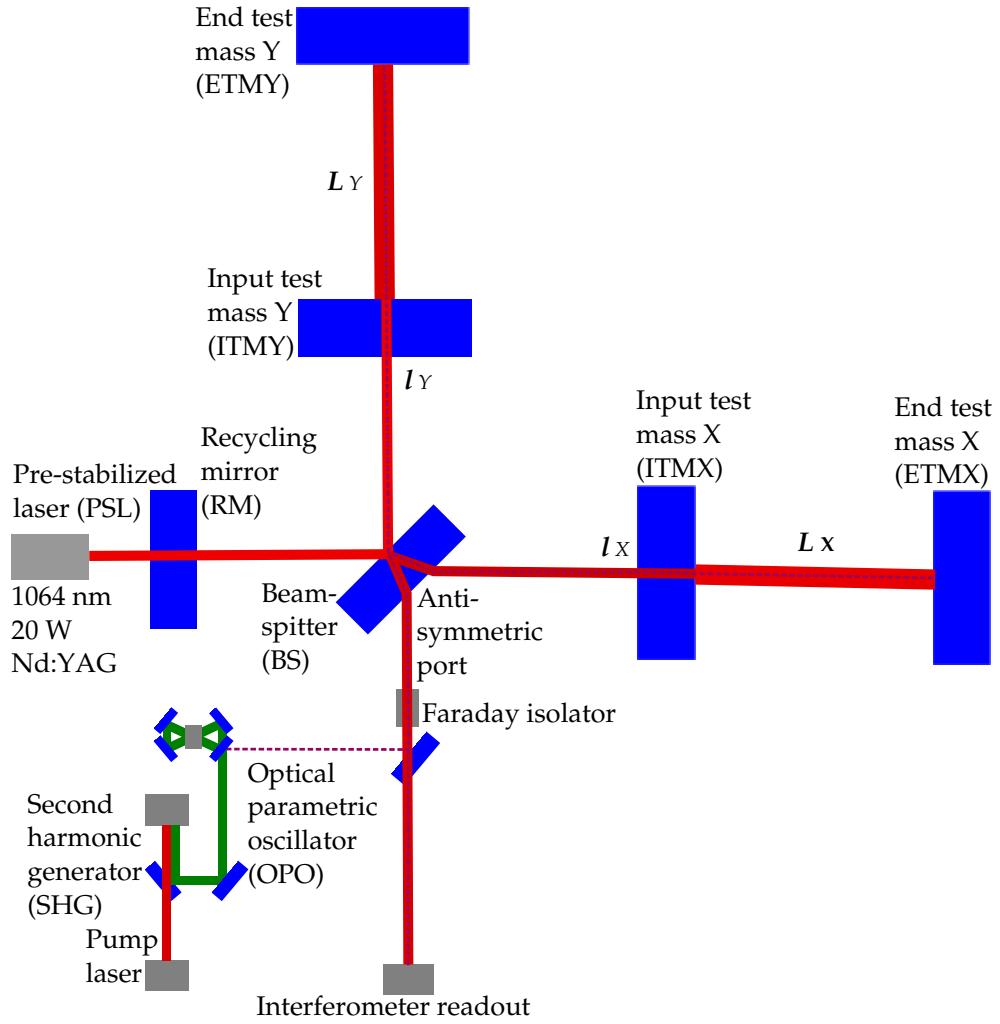 End test
mass Y
(ETMY)
L Y
Input test
mass Y
(ITMY)
l Y
Input test
mass X
(ITMX)
End test
mass X
(ETMX)
Recycling
mirror
(RM)
Pre-stabilized
laser (PSL)
l X
L X
1064 nm
20 W
Nd:YAG
Beam-
spitter
(BS)
Anti-
symmetric
port
Faraday isolator
Optical
parametric
oscillator
(OPO)
Second
harmonic
generator
(SHG)
Pump
laser
Interferometer readout